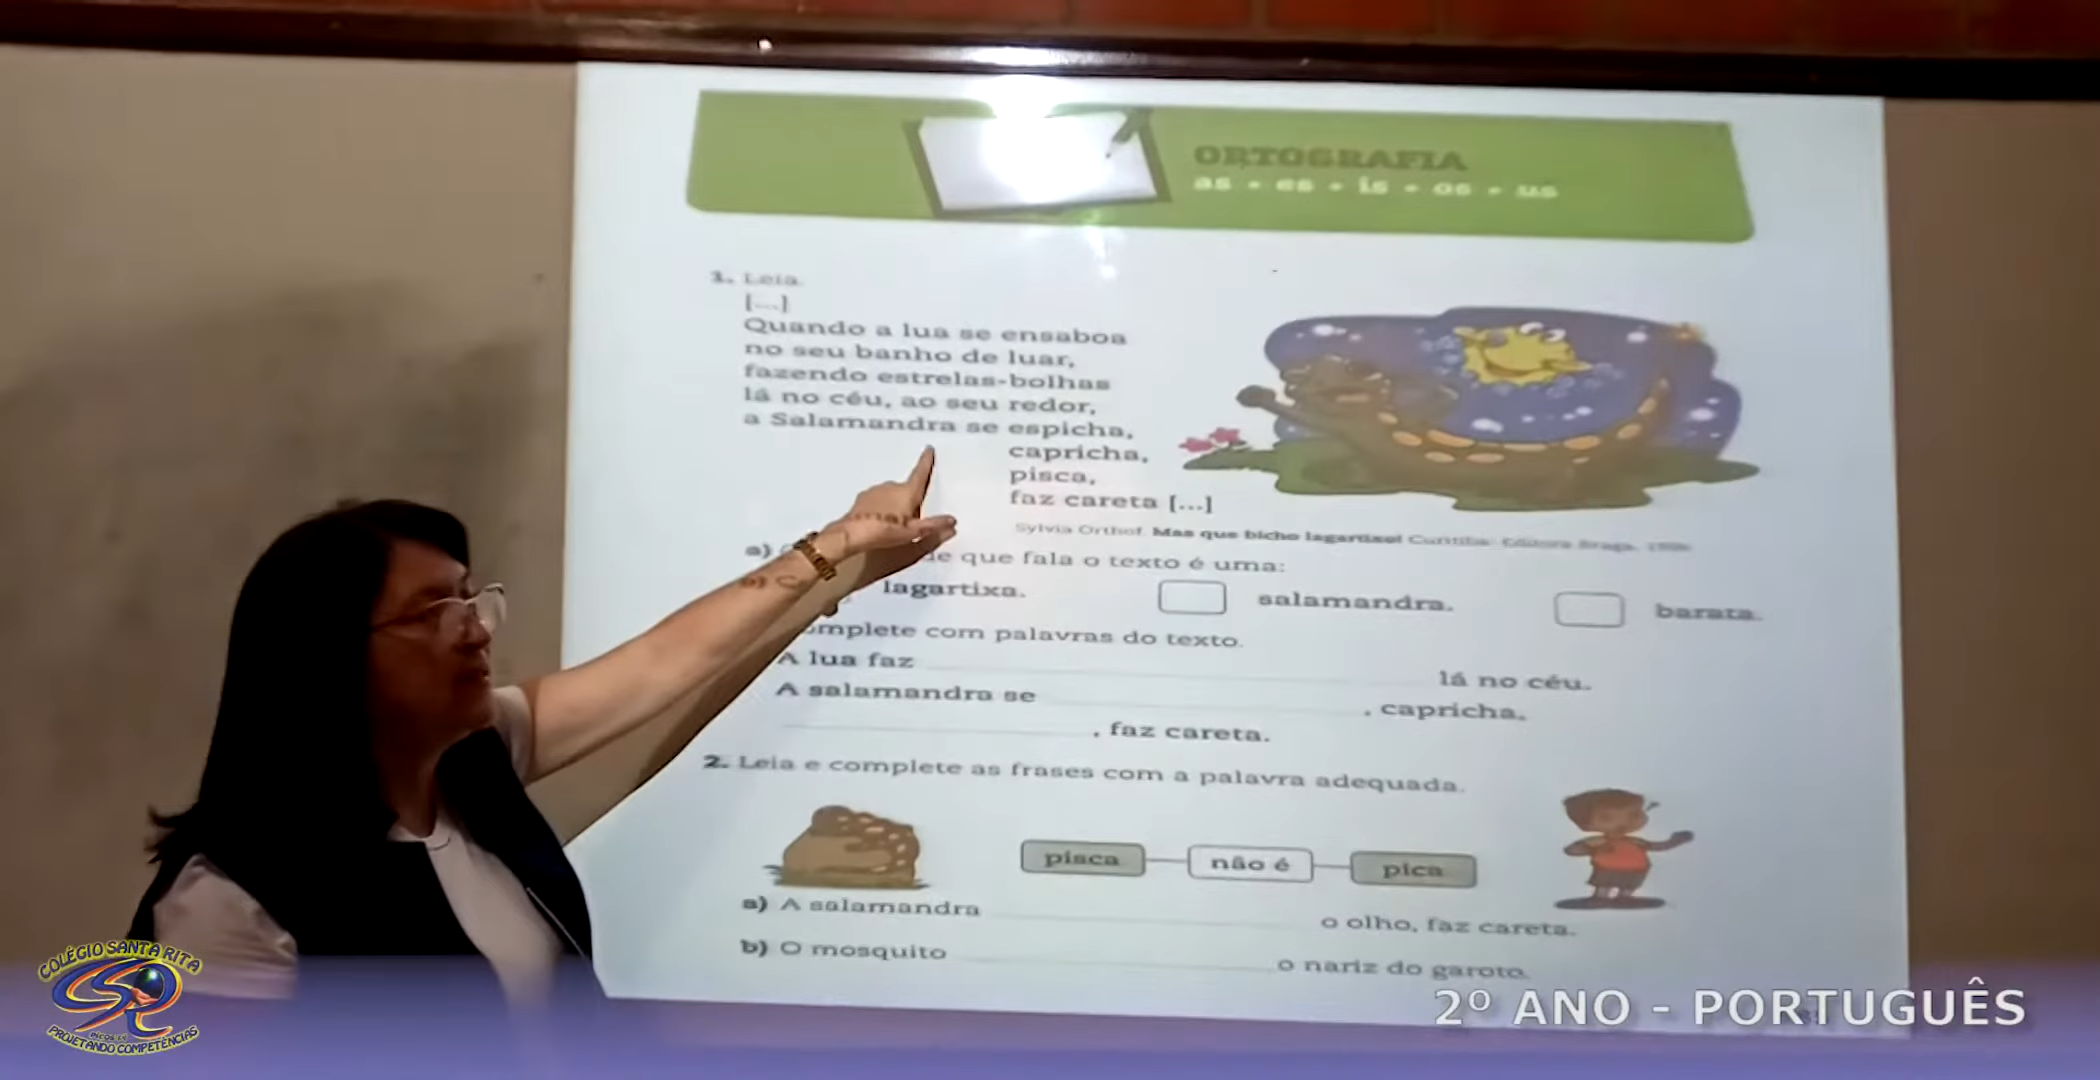 ORTOGRAFIA
as • es • is • os • us
1. Leia.
[...]
Quando a lua se ensaboa
no seu banho de luar,
fazendo estrelas-bolhas
lá no céu, ao seu redor,
a Salamandra se espicha,
capricha,
pisca,
faz careta [...]
Sylvia Orthof. Mas que bicho lagartixo! Curitiba: Editora Braga,
a) de que fala o texto é uma:
lagartixa. salamandra. barata.
omplete com palavras do texto.
A lua faz lá no céu.
A salamandra se , capricha,
, faz careta.
2. Leia e complete as frases com a palavra adequada.
pisca não é pica
a) A salamandra o olho, faz careta.
b) O mosquito o nariz do garoto.
COLÉGIO SANTA RITA
PROJETANDO COMPETÊNCIAS
2º ANO - PORTUGUÊS